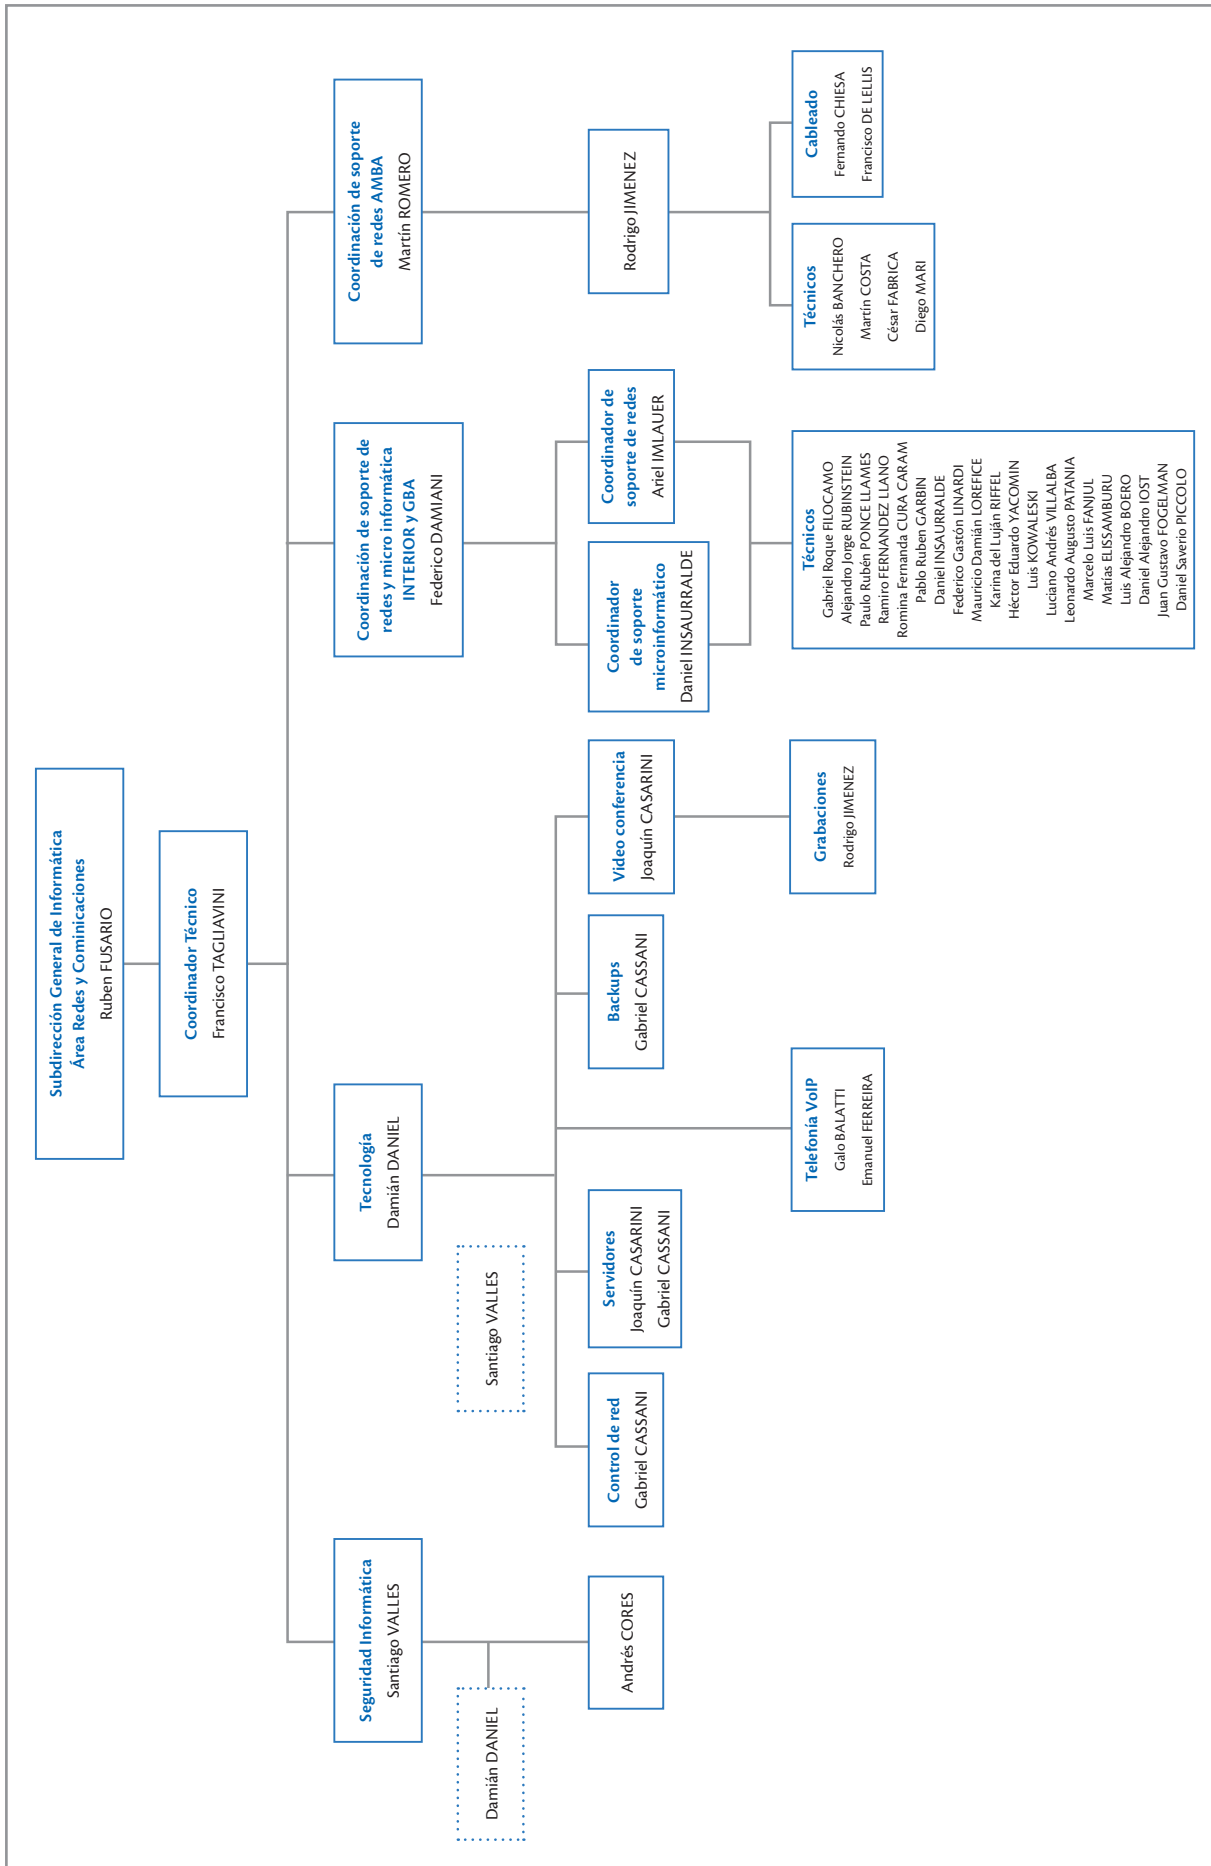 Subdirección General de Informática
Área Redes y Cominicaciones
Ruben FUSARIO
Coordinador Técnico
Francisco TAGLIAVINI
Seguridad Informática
Santiago VALLES
Damián DANIEL
Andrés CORES
Tecnología
Damián DANIEL
Santiago VALLES
Control de red
Gabriel CASSANI
Servidores
Joaquín CASARINI
Gabriel CASSANI
Telefonía VoIP
Galo BALATTI
Emanuel FERREIRA
Backups
Gabriel CASSANI
Video conferencia
Joaquín CASARINI
Grabaciones
Rodrigo JIMENEZ
Coordinación de soporte de
redes y micro informática
INTERIOR y GBA
Federico DAMIANI
Coordinador
de soporte
microinformático
Daniel INSAURRALDE
Coordinador de
soporte de redes
Ariel IMLAUER
Técnicos
Gabriel Roque FILOCAMO
Alejandro Jorge RUBINSTEIN
Paulo Rubén PONCE LLAMES
Ramiro FERNANDEZ LLANO
Romina Fernanda CURA CARAM
Pablo Ruben GARBIN
Daniel INSAURRALDE
Federico Gastón LINARDI
Mauricio Damián LOREFICE
Karina del Luján RIFFEL
Héctor Eduardo YACOMIN
Luis KOWALESKI
Luciano Andrés VILALBA
Leonardo Augusto PATANIA
Marcelo Luis FANJUL
Matías ELISSAMBURU
Luis Alejandro BOERO
Daniel Alejandro IOST
Juan Gustavo FOGELMAN
Daniel Saverio PICCOLO
Coordinación de soporte
de redes AMBA
Martín ROMERO
Rodrigo JIMENEZ
Técnicos
Nicolás BANCHERO
Martín COSTA
César FABRICA
Diego MARI
Cableado
Fernando CHIESA
Francisco DE LELLIS